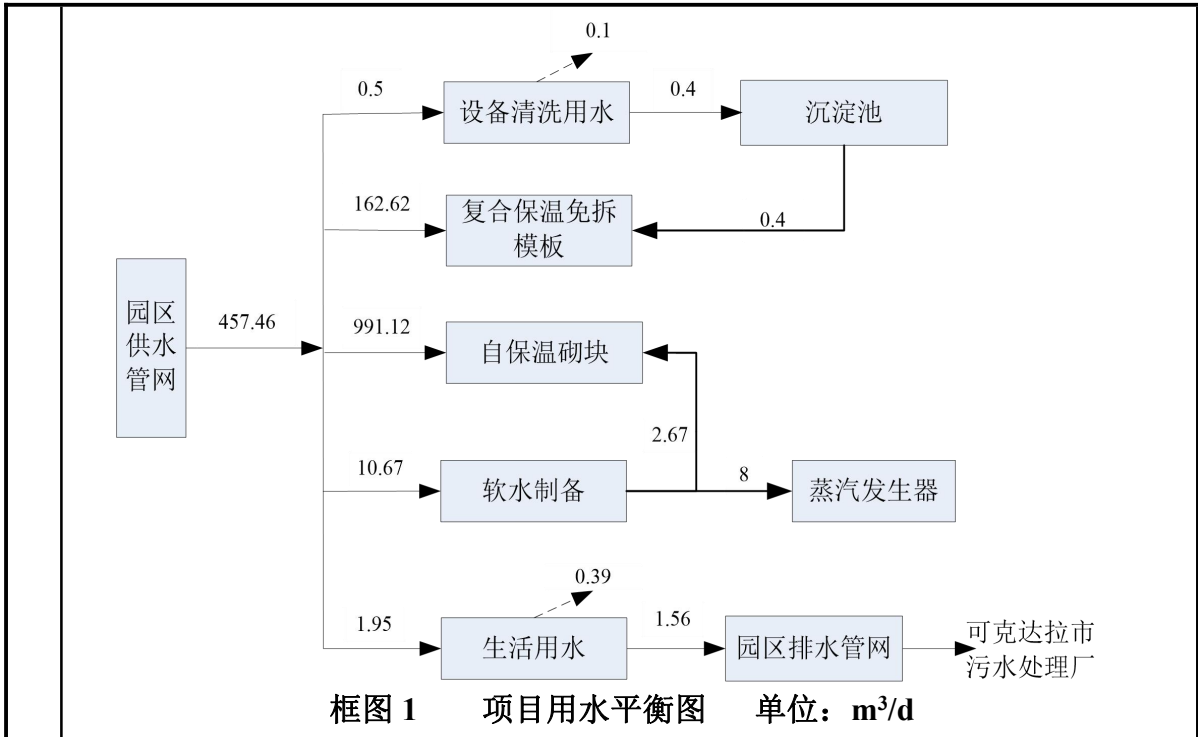 0.1
0.5
设备清洗用水
0.4
沉淀池
162.62
复合保温免拆
模板
0.4
园区
供水
管网
457.46
991.12
自保温砌块
2.67
10.67
软水制备
8
蒸汽发生器
0.39
1.95
生活用水
1.56
园区排水管网
可克达拉市
污水处理厂
框图 1 项目用水平衡图 单位：m³/d